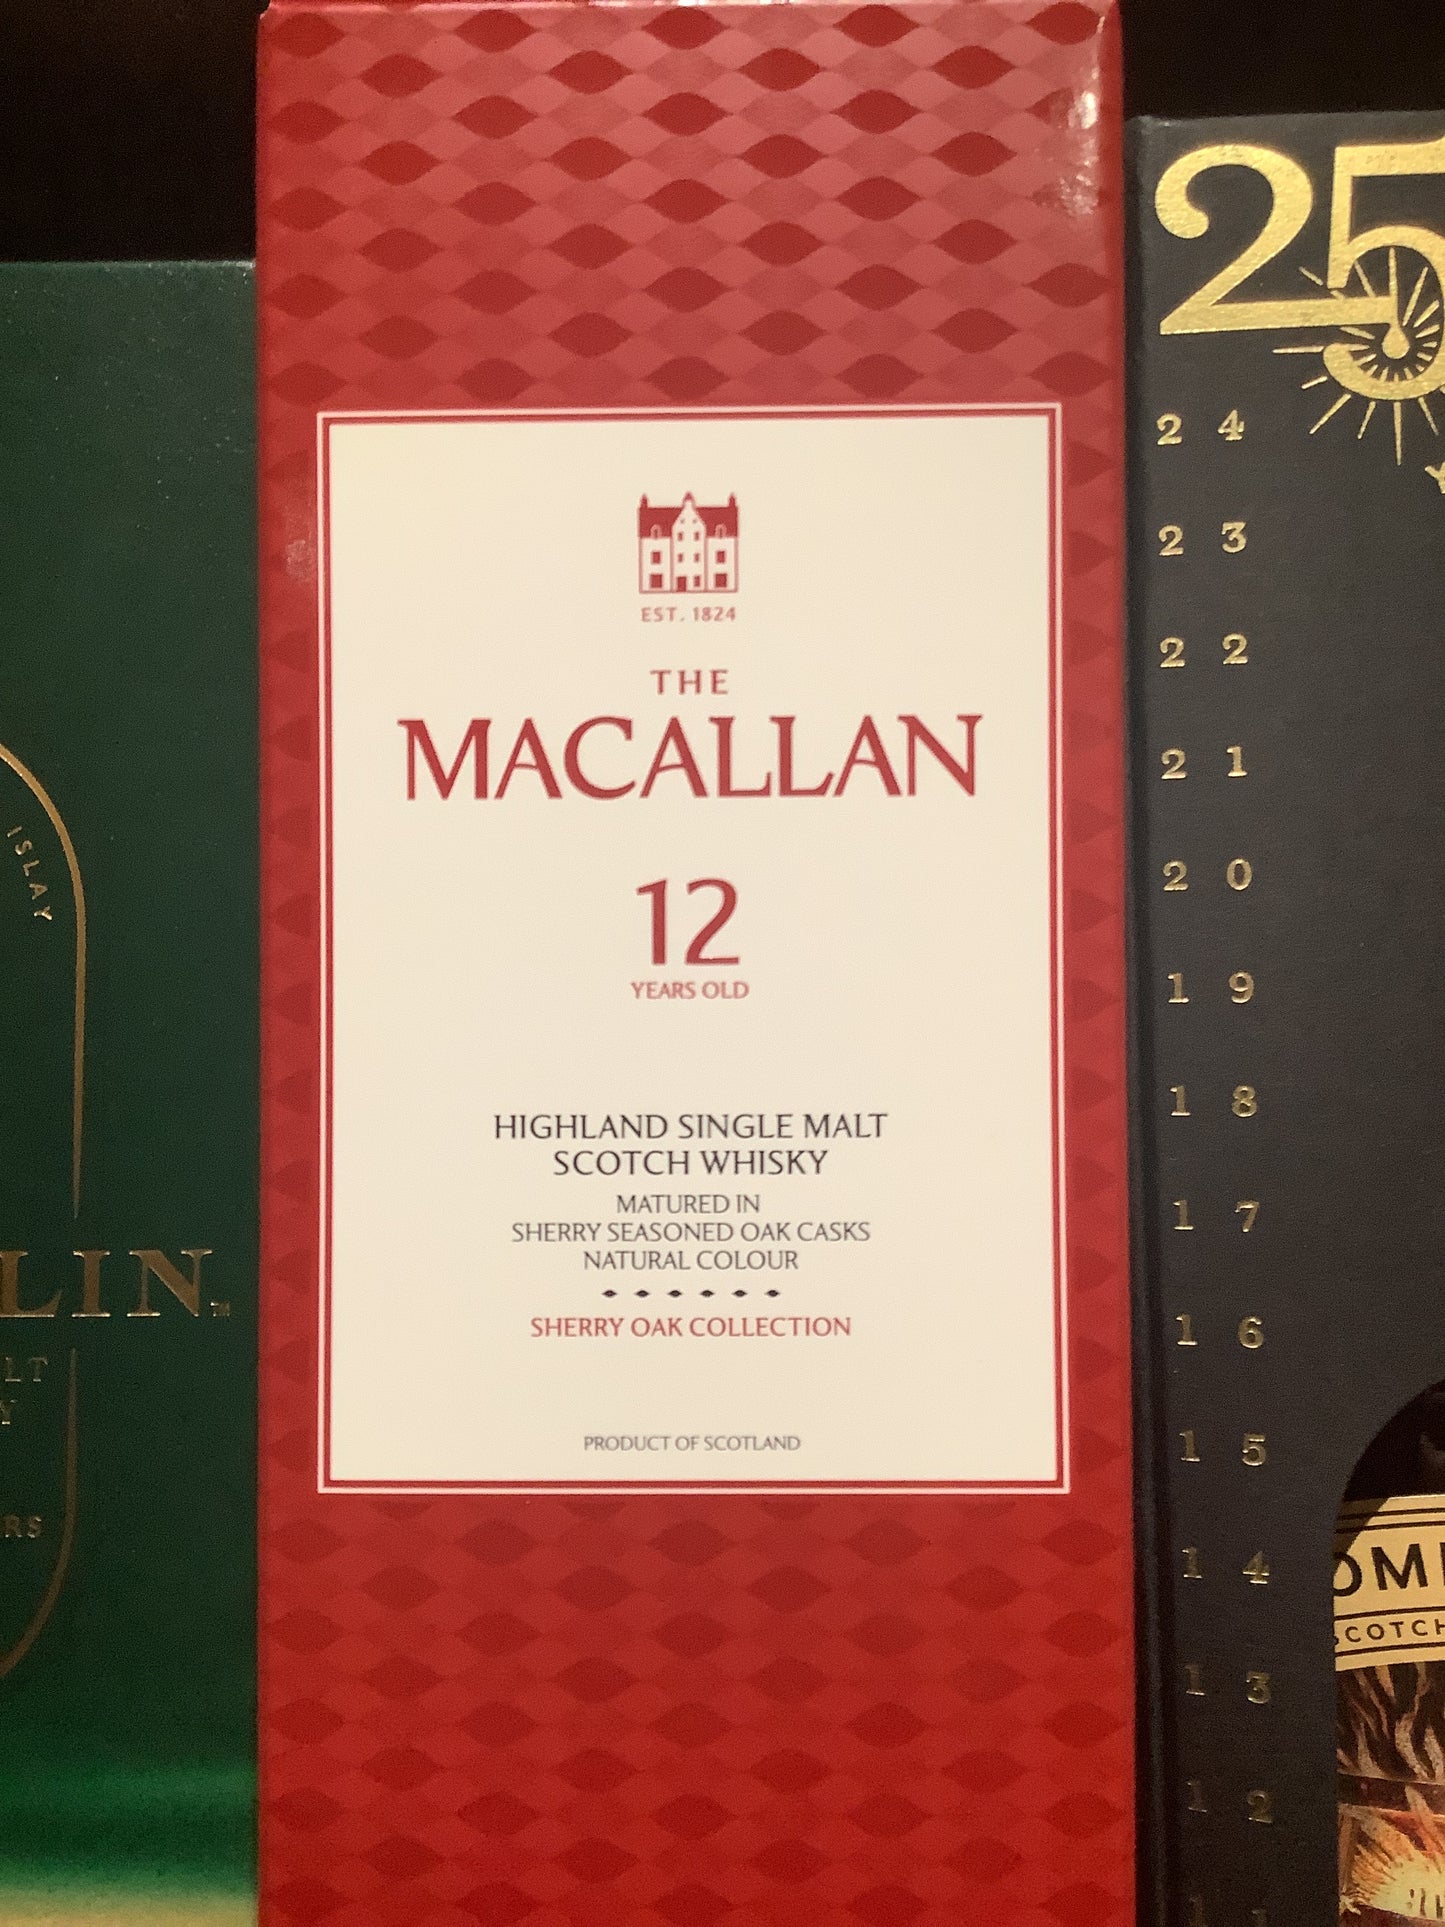 EST. 1824
THE
MACALLAN
12
YEARS OLD
HIGHLAND SINGLE MALT
SCOTCH WHISKY
MATURED IN
SHERRY SEASONED OAK CASKS
NATURAL COLOUR
SHERRY OAK COLLECTION
PRODUCT OF SCOTLAND
ISLAY
25
24
23
22
21
20
19
18
17
16
15
14
13
12
SCOTCH